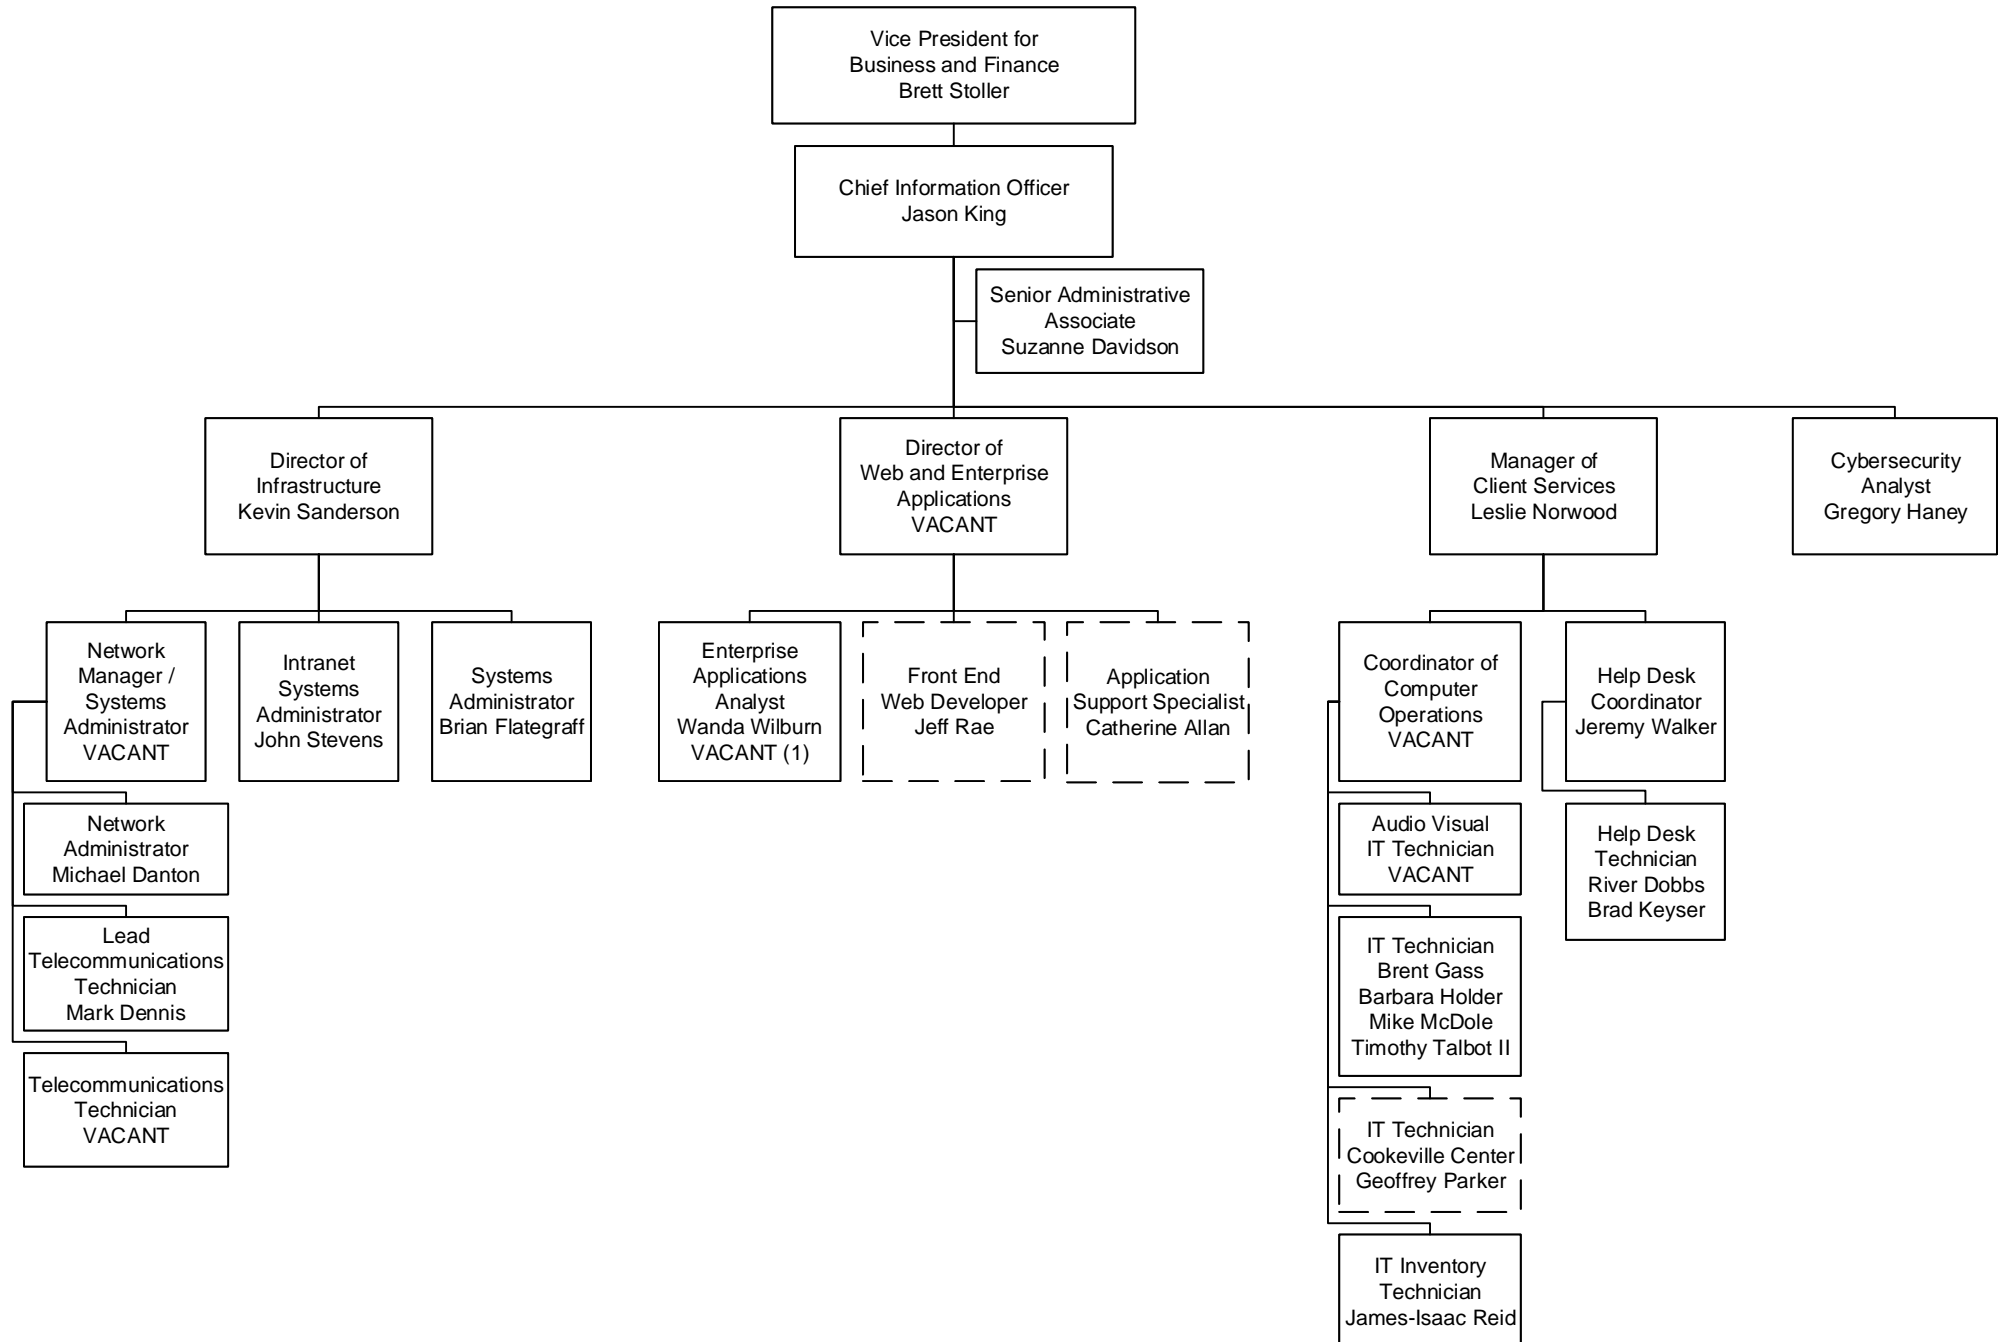 Vice President for
Business and Finance
Brett Stoller
Chief Information Officer
Jason King
Senior Administrative
Associate
Suzanne Davidson
Director of
Infrastructure
Kevin Sanderson
Director of
Web and Enterprise
Applications
VACANT
Manager of
Client Services
Leslie Norwood
Cybersecurity
Analyst
Gregory Haney
Network
Manager /
Systems
Administrator
VACANT
Intranet
Systems
Administrator
John Stevens
Systems
Administrator
Brian Flategraff
Enterprise
Applications
Analyst
Wanda Wilburn
VACANT (1)
Front End
Web Developer
Jeff Rae
Application
Support Specialist
Catherine Allan
Coordinator of
Computer
Operations
VACANT
Help Desk
Coordinator
Jeremy Walker
Network
Administrator
Michael Danton
Lead
Telecommunications
Technician
Mark Dennis
Telecommunications
Technician
VACANT
Audio Visual
IT Technician
VACANT
IT Technician
Brent Gass
Barbara Holder
Mike McDole
Timothy Talbot II
IT Technician
Cookeville Center
Geoffrey Parker
IT Inventory
Technician
James-Isaac Reid
Help Desk
Technician
River Dobbs
Brad Keyser